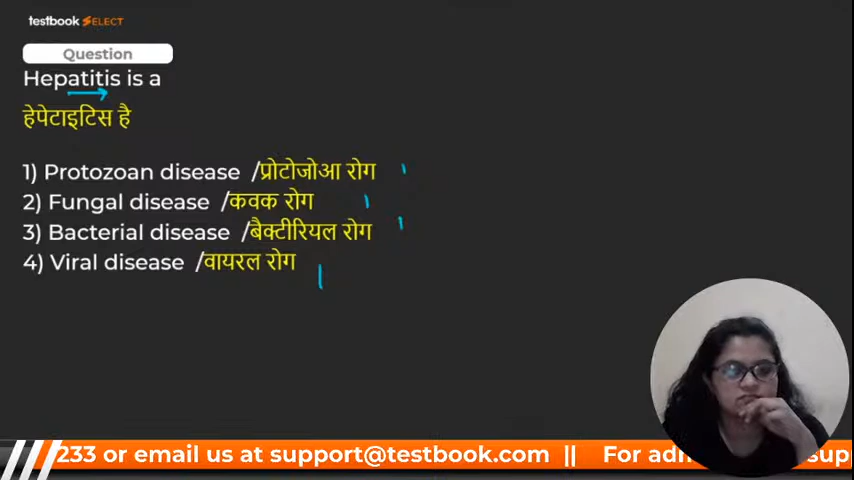 testbook SELECT
Question
Hepatitis is a
हेपेटाइटिस है
1) Protozoan disease /प्रोटोजोआ रोग
2) Fungal disease /कवक रोग
3) Bacterial disease /बैक्टीरियल रोग
4) Viral disease /वायरल रोग
233 or email us at support@testbook.com || For